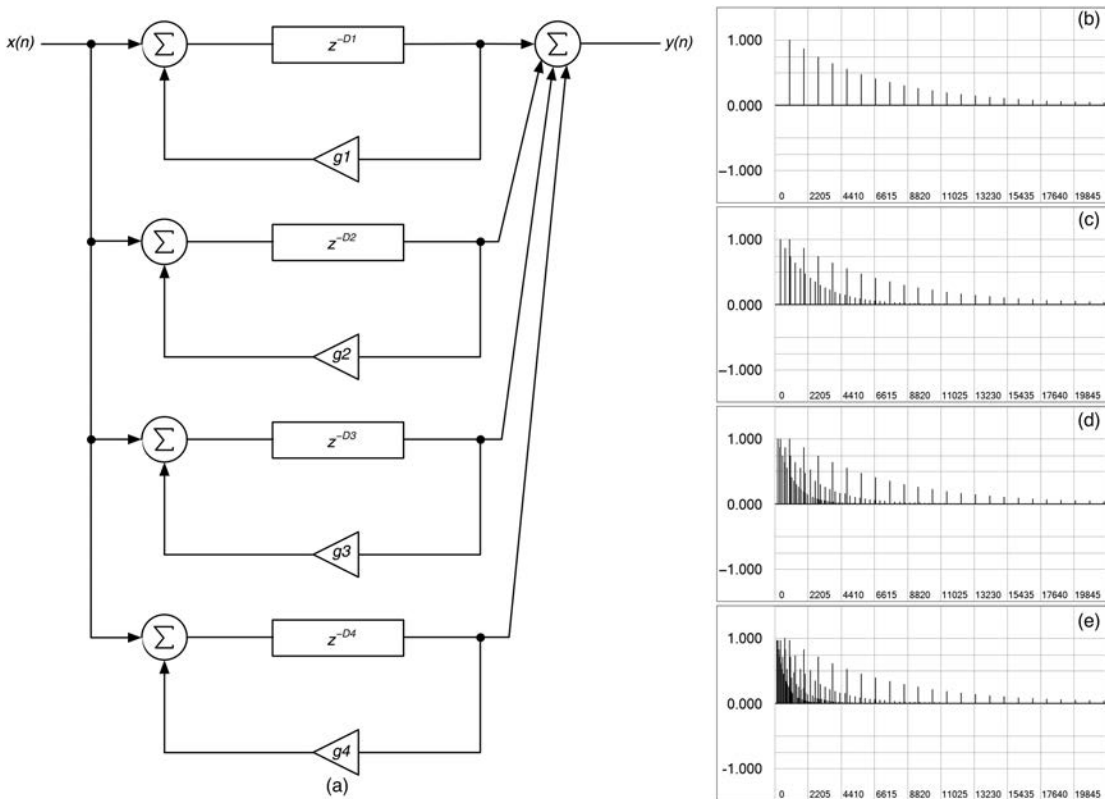 x(n)
Σ
z^{-D1}
Σ
y(n)
g1
Σ
z^{-D2}
g2
Σ
z^{-D3}
g3
Σ
z^{-D4}
g4
(a)
(b)
1.000
0.000
−1.000
0 2205 4410 6615 8820 11025 13230 15435 17640 19845
(c)
1.000
0.000
−1.000
0 2205 4410 6615 8820 11025 13230 15435 17640 19845
(d)
1.000
0.000
−1.000
0 2205 4410 6615 8820 11025 13230 15435 17640 19845
(e)
1.000
0.000
-1.000
0 2205 4410 6615 8820 11025 13230 15435 17640 19845